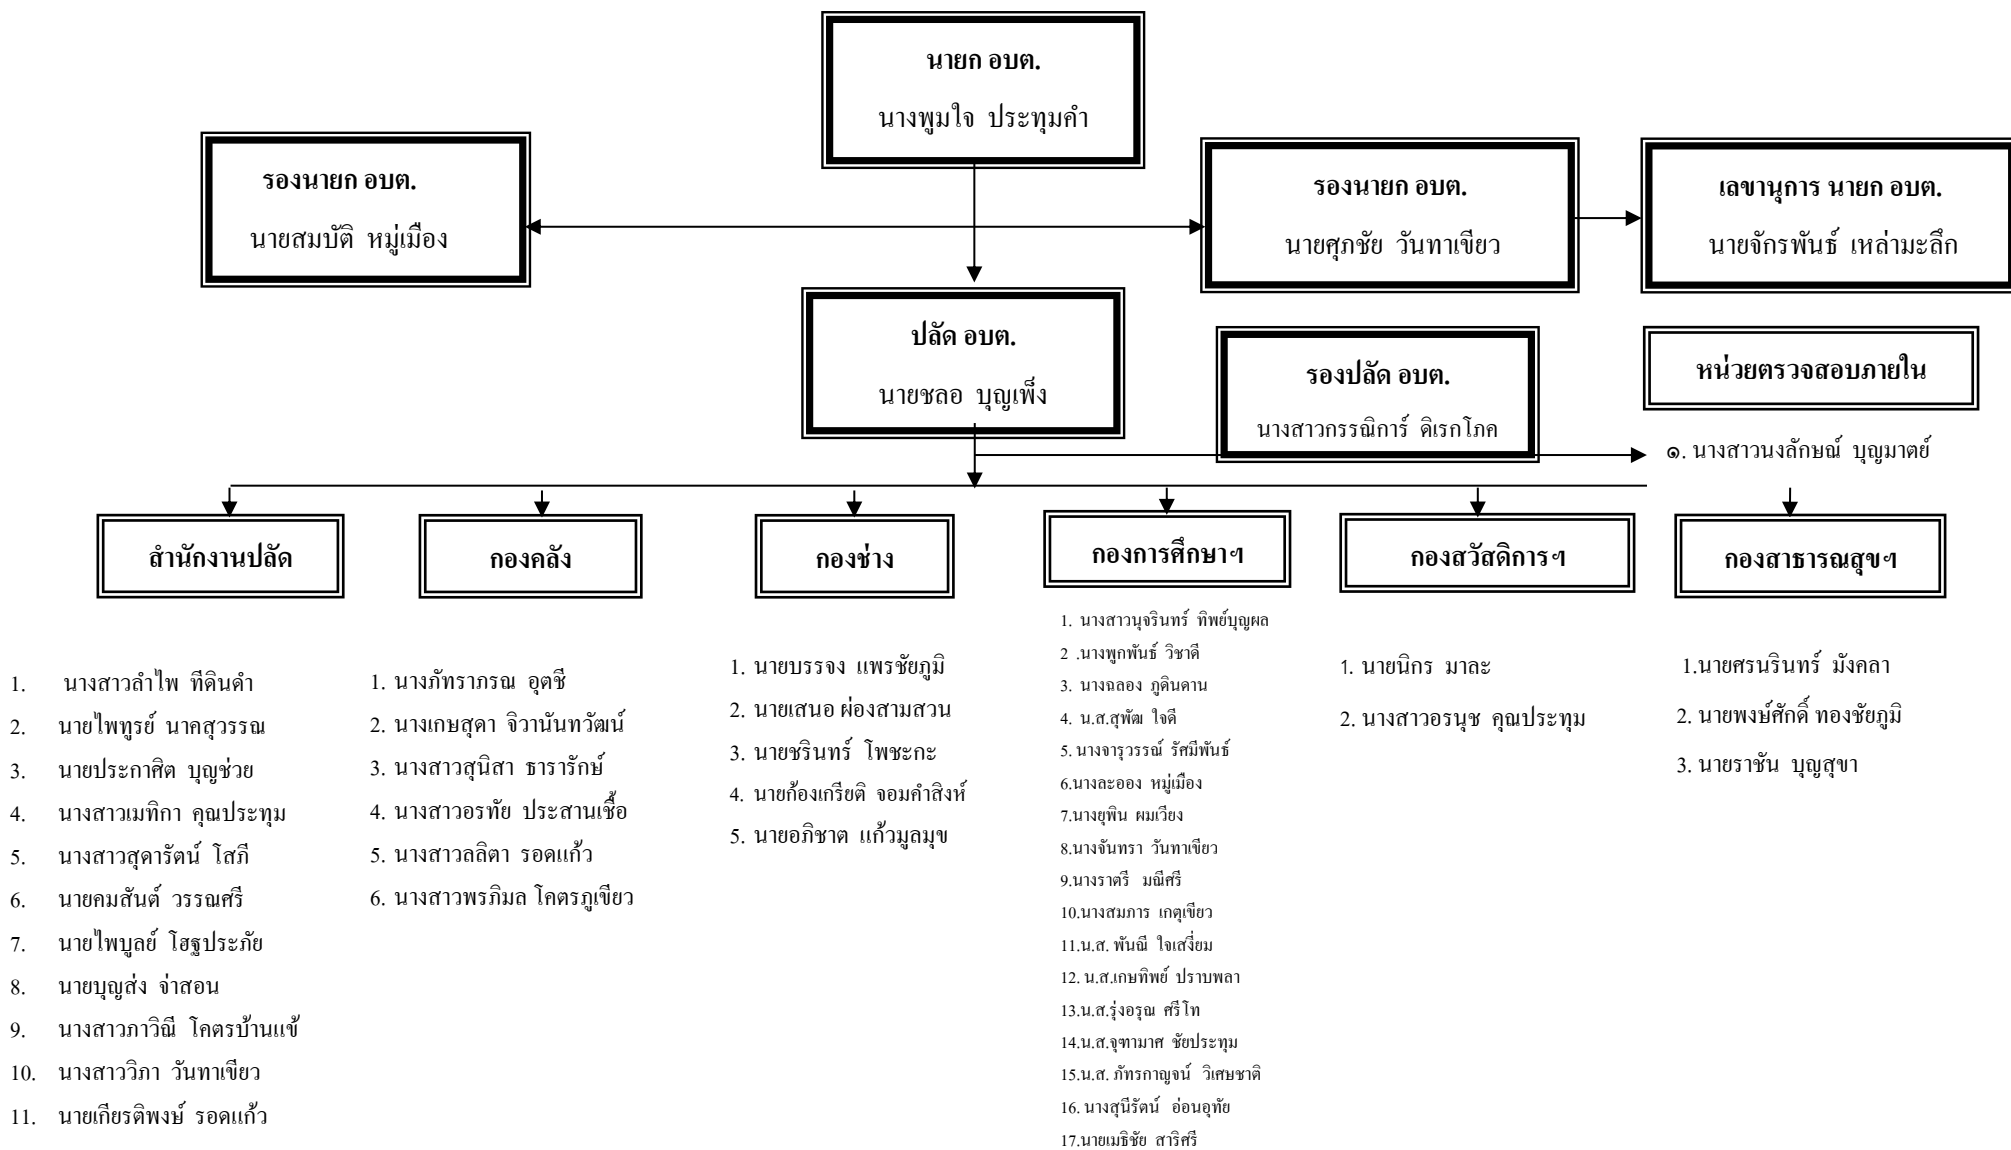 นายก อบต.
นางพูมใจ ประทุมคำ
รองนายก อบต.
นายสมบัติ หมู่เมือง
รองนายก อบต.
นายศุภชัย วันทาเขียว
เลขานุการ นายก อบต.
นายจักรพันธ์ เหล่ามะลึก
ปลัด อบต.
นายชลอ บุญเพ็ง
รองปลัด อบต.
นางสาวกรรณิการ์ ดิเรกโภค
หน่วยตรวจสอบภายใน
๑. นางสาวนงลักษณ์ บุญมาตย์
สำนักงานปลัด
1. นางสาวลำไพ ทีดินดำ
2. นายไพฑูรย์ นาคสุวรรณ
3. นายประกาศิต บุญช่วย
4. นางสาวเมทิกา คุณประทุม
5. นางสาวสุดารัตน์ โสภี
6. นายคมสันต์ วรรณศรี
7. นายไพบูลย์ โฮฐประภัย
8. นายบุญส่ง จ่าสอน
9. นางสาวภาวิณี โคตรบ้านแข้
10. นางสาววิภา วันทาเขียว
11. นายเกียรติพงษ์ รอดแก้ว
กองคลัง
1. นางภัทราภรณ อุตชี
2. นางเกษสุดา จิวานันทวัฒน์
3. นางสาวสุนิสา ธารารักษ์
4. นางสาวอรทัย ประสานเชื้อ
5. นางสาวลลิตา รอดแก้ว
6. นางสาวพรภิมล โคตรภูเขียว
กองช่าง
1. นายบรรจง แพรชัยภูมิ
2. นายเสนอ ผ่องสามสวน
3. นายชรินทร์ โพชะกะ
4. นายก้องเกรียติ จอมคำสิงห์
5. นายอภิชาต แก้วมูลมุข
กองการศึกษาฯ
1. นางสาวนุจรินทร์ ทิพย์บุญผล
2 .นางพูกพันธ์ วิชาดี
3. นางฉลอง ภูดินดาน
4. น.ส.สุพัฒ ใจดี
5. นางจารุวรรณ์ รัศมีพันธ์
6.นางละออง หมู่เมือง
7.นางยุพิน ผมเวียง
8.นางจันทรา วันทาเขียว
9.นางราตรี มณีศรี
10.นางสมภาร เกตุเขียว
11.น.ส. พันณี ใจเสงี่ยม
12. น.ส.เกษทิพย์ ปราบพลา
13.น.ส.รุ่งอรุณ ศรีโท
14.น.ส.จุฑามาศ ชัยประทุม
15.น.ส. ภัทรกาญจน์ วิเศษชาติ
16. นางสุนีรัตน์ อ่อนอุทัย
17.นายเมธิชัย สาริศรี
กองสวัสดิการฯ
1. นายนิกร มาละ
2. นางสาวอรนุช คุณประทุม
กองสาธารณสุขฯ
1.นายศรนรินทร์ มังคลา
2. นายพงษ์ศักดิ์ ทองชัยภูมิ
3. นายราชัน บุญสุขา